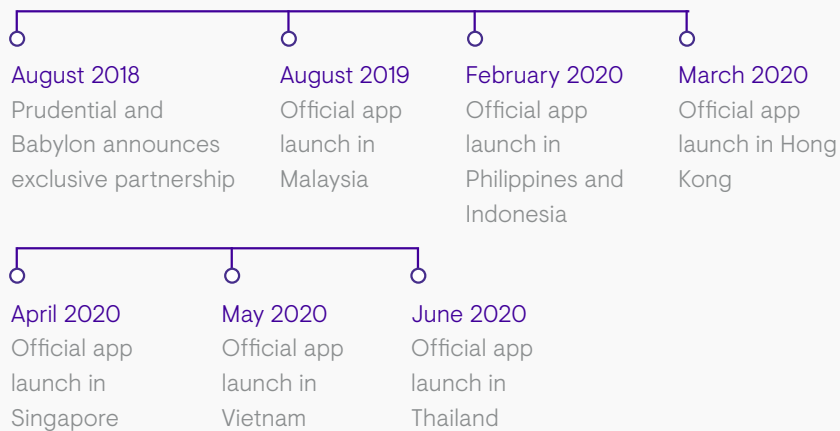 August 2018
Prudential and
Babylon announces
exclusive partnership
August 2019
Official app
launch in
Malaysia
February 2020
Official app
launch in
Philippines and
Indonesia
March 2020
Official app
launch in Hong
Kong
April 2020
Official app
launch in
Singapore
May 2020
Official app
launch in
Vietnam
June 2020
Official app
launch in
Thailand